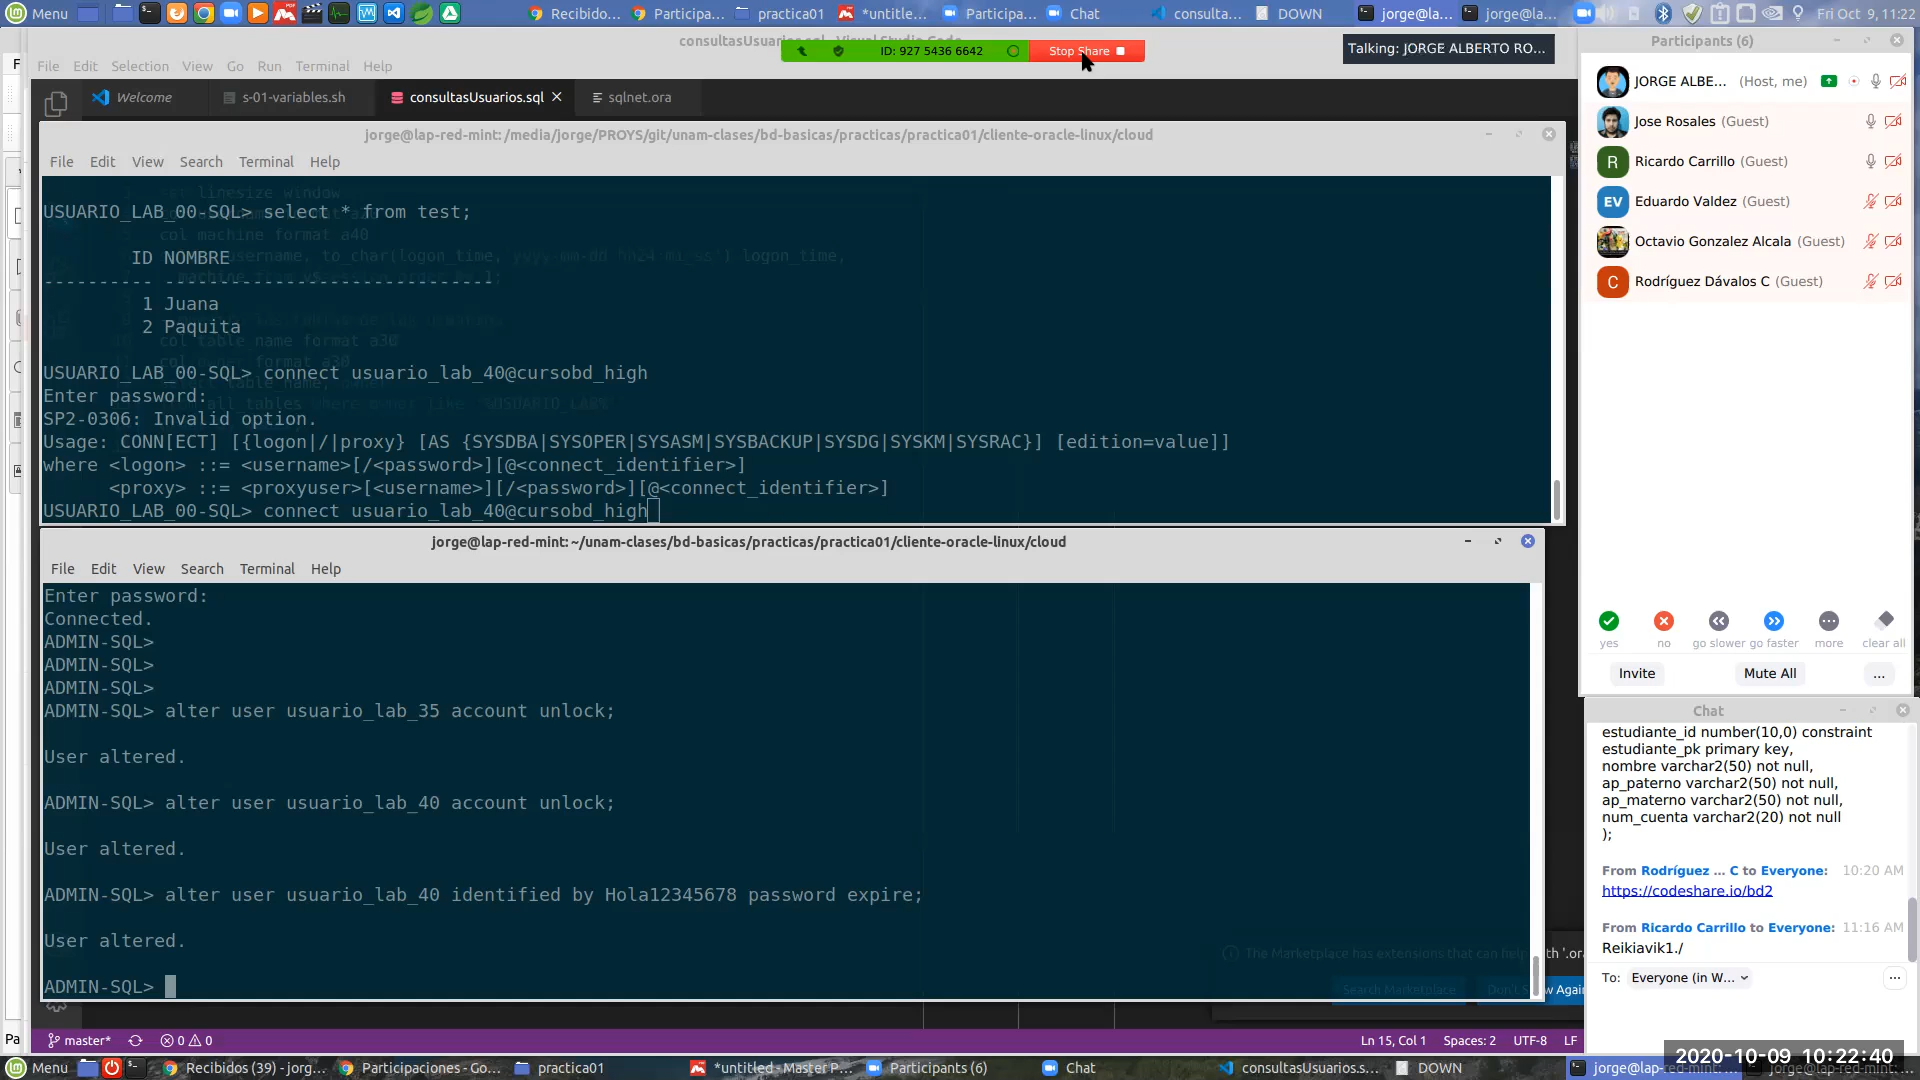 Menu
Recibido...
Participa...
practica01
*untitle...
Participa...
Chat
consulta...
DOWN
jorge@la...
jorge@la...
Fri Oct 9, 11:22
ID: 927 5436 6642
Stop Share
Talking: JORGE ALBERTO RO...
File Edit Selection View Go Run Terminal Help
Welcome
s-01-variables.sh
consultasUsuarios.sql
sqlnet.ora
jorge@lap-red-mint:/media/jorge/PROYS/git/unam-clases/bd-basicas/practicas/practica01/cliente-oracle-linux/cloud
File Edit View Search Terminal Help
USUARIO_LAB_00-SQL> select * from test;
ID NOMBRE
---------- ------------------------------
1 Juana
2 Paquita
USUARIO_LAB_00-SQL> connect usuario_lab_40@cursobd_high
Enter password:
SP2-0306: Invalid option.
Usage: CONN[ECT] [{logon|/|proxy} [AS {SYSDBA|SYSOPER|SYSASM|SYSBACKUP|SYSDG|SYSKM|SYSRAC}] [edition=value]]
where <logon> ::= <username>[/<password>][@<connect_identifier>]
<proxy> ::= <proxyuser>[<username>][/<password>][@<connect_identifier>]
USUARIO_LAB_00-SQL> connect usuario_lab_40@cursobd_high
jorge@lap-red-mint:~/unam-clases/bd-basicas/practicas/practica01/cliente-oracle-linux/cloud
File Edit View Search Terminal Help
Enter password:
Connected.
ADMIN-SQL>
ADMIN-SQL>
ADMIN-SQL>
ADMIN-SQL> alter user usuario_lab_35 account unlock;
User altered.
ADMIN-SQL> alter user usuario_lab_40 account unlock;
User altered.
ADMIN-SQL> alter user usuario_lab_40 identified by Hola12345678 password expire;
User altered.
ADMIN-SQL>
The Marketplace has extensions that can help
Search Marketplace
master*
0 0
Ln 15, Col 1
Spaces: 2
UTF-8
LF
Participants (6)
JORGE ALBE... (Host, me)
Jose Rosales (Guest)
R
Ricardo Carrillo (Guest)
EV
Eduardo Valdez (Guest)
Octavio Gonzalez Alcala (Guest)
C
Rodríguez Dávalos C (Guest)
yes no go slower go faster more clear all
Invite
Mute All
...
Chat
estudiante_id number(10,0) constraint
estudiante_pk primary key,
nombre varchar2(50) not null,
ap_paterno varchar2(50) not null,
ap_materno varchar2(50) not null,
num_cuenta varchar2(20) not null
);
From Rodríguez ... C to Everyone: 10:20 AM
https://codeshare.io/bd2
From Ricardo Carrillo to Everyone: 11:16 AM
Reikiavik1./
To: Everyone (in W...
2020-10-09 10:22:40
Menu
Recibidos (39) - jorg...
Participaciones - Go...
practica01
*untitled - Master P...
Participants (6)
Chat
consultasUsuarios.s...
DOWN
jorge@lap-red-mint:...